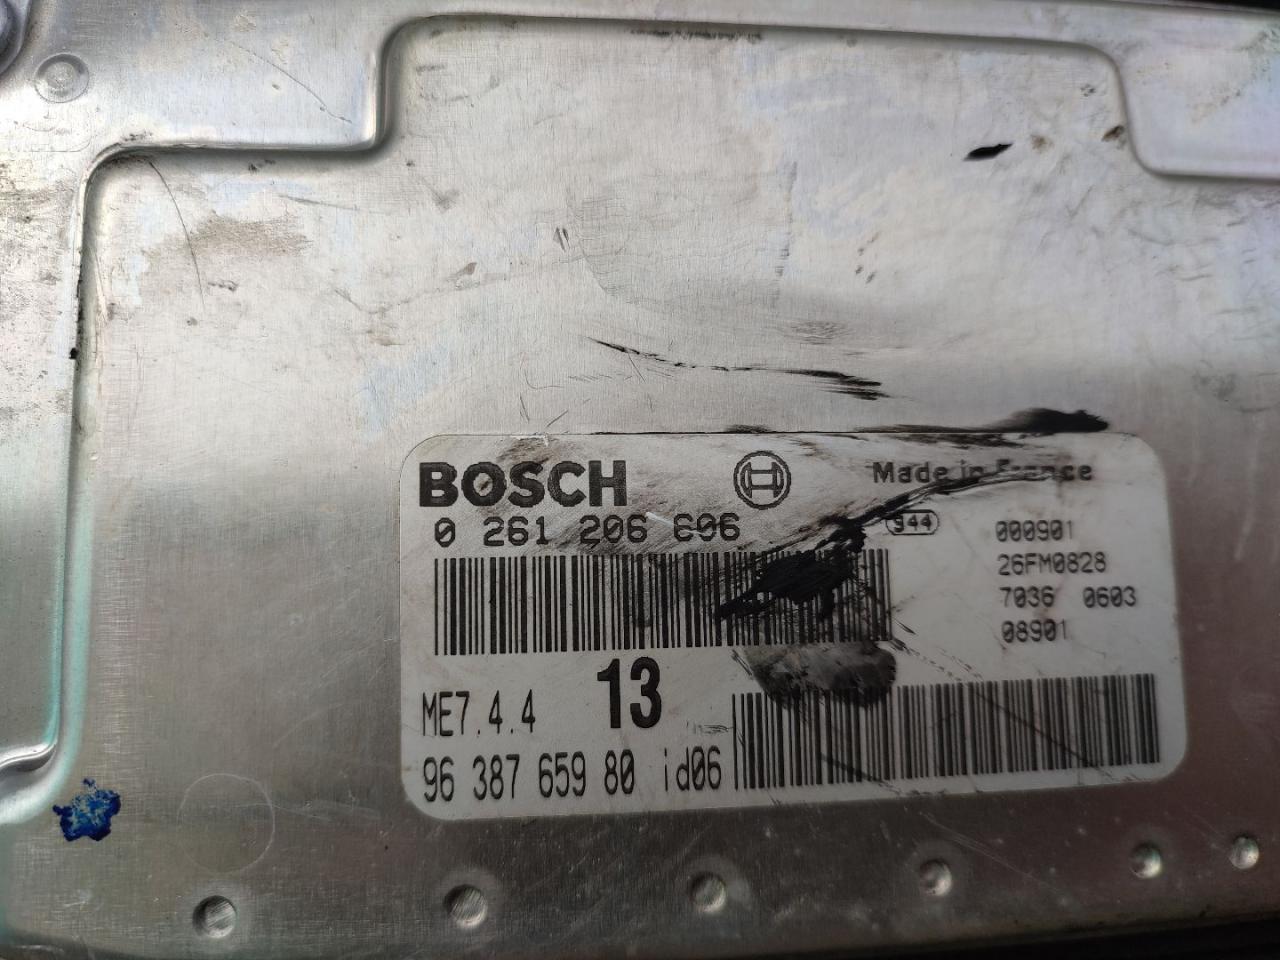 BOSCH
Made in France
0 261 206 606
944
000901
26FM0828
7036 0603
08901
ME7.4.4 13
96 387 659 80 id06